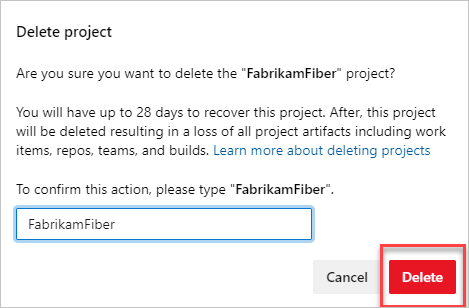 Delete project
Are you sure you want to delete the "FabrikamFiber" project?
You will have up to 28 days to recover this project. After, this project
will be deleted resulting in a loss of all project artifacts including work
items, repos, teams, and builds. Learn more about deleting projects
To confirm this action, please type "FabrikamFiber".
FabrikamFiber
Cancel Delete